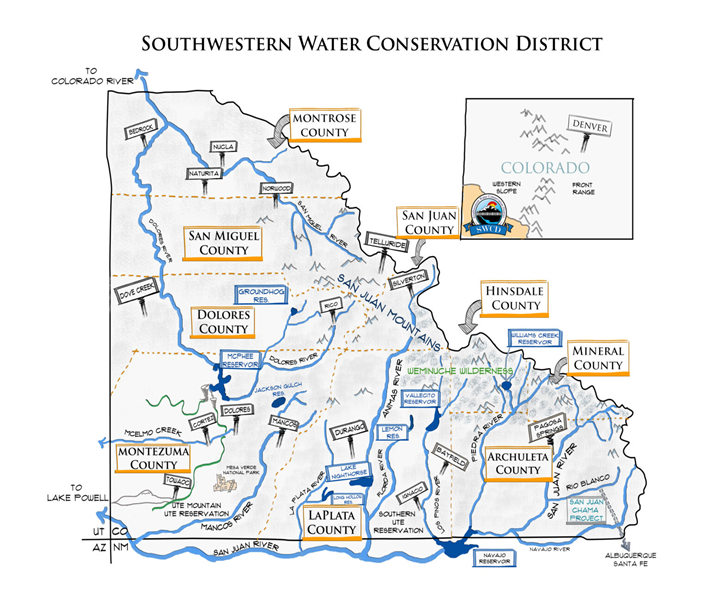 SOUTHWESTERN WATER CONSERVATION DISTRICT
TO
COLORADO RIVER
MONTROSE
COUNTY
BEDROCK
NUCLA
NATURITA
NORWOOD
DENVER
COLORADO
WESTERN
SLOPE
FRONT
RANGE
SWCD
DOLORES RIVER
SAN MIGUEL
COUNTY
SAN MIGUEL
RIVER
SAN JUAN
COUNTY
TELLURIDE
DOVE CREEK
GROUNDHOG
RES.
SILVERTON
SAN JUAN MOUNTAINS
HINSDALE
COUNTY
DOLORES
COUNTY
RICO
WILLIAMS CREEK
RESERVOIR
MINERAL
COUNTY
MCPHEE
RESERVOIR
DOLORES RIVER
WEMINUCHE WILDERNESS
JACKSON GULCH
RES.
ANIMAS RIVER
VALLECITO
RESERVOIR
CORTEZ
DOLORES
MANCOS
DURANGO
LEMON
RES.
PIEDRA RIVER
PAGOSA
SPRINGS
MCELMO CREEK
MONTEZUMA
COUNTY
MESA VERDE
NATIONAL PARK
BAYFIELD
ARCHULETA
COUNTY
SAN JUAN RIVER
TO
LAKE POWELL
TOWAOC
LA PLATA RIVER
LAKE
NIGHTHORSE
FLORIDA RIVER
RIO BLANCO
UTE MOUNTAIN
UTE RESERVATION
LONG HOLLOW
RES.
IGNACIO
LOS PINOS RIVER
SAN JUAN
CHAMA
PROJECT
MANCOS RIVER
LAPLATA
COUNTY
SOUTHERN
UTE
RESERVATION
UT CO
AZ NM
SAN JUAN RIVER
NAVAJO
RESERVOIR
NAVAJO RIVER
ALBUQUERQUE
SANTA FE